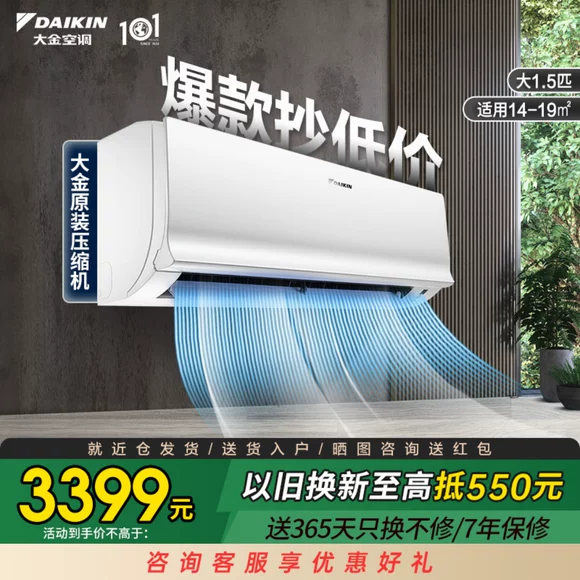 DAIKIN
大金空调
101
SINCE 1924
大1.5匹
适用14-19㎡
爆款抄低价
大金原装压缩机
DAIKIN
就近仓发货/送货入户/晒图咨询送红包
3399元
活动到手价不高于:
以旧换新至高抵550元
送365天只换不修/7年保修
咨询客服享优惠好礼